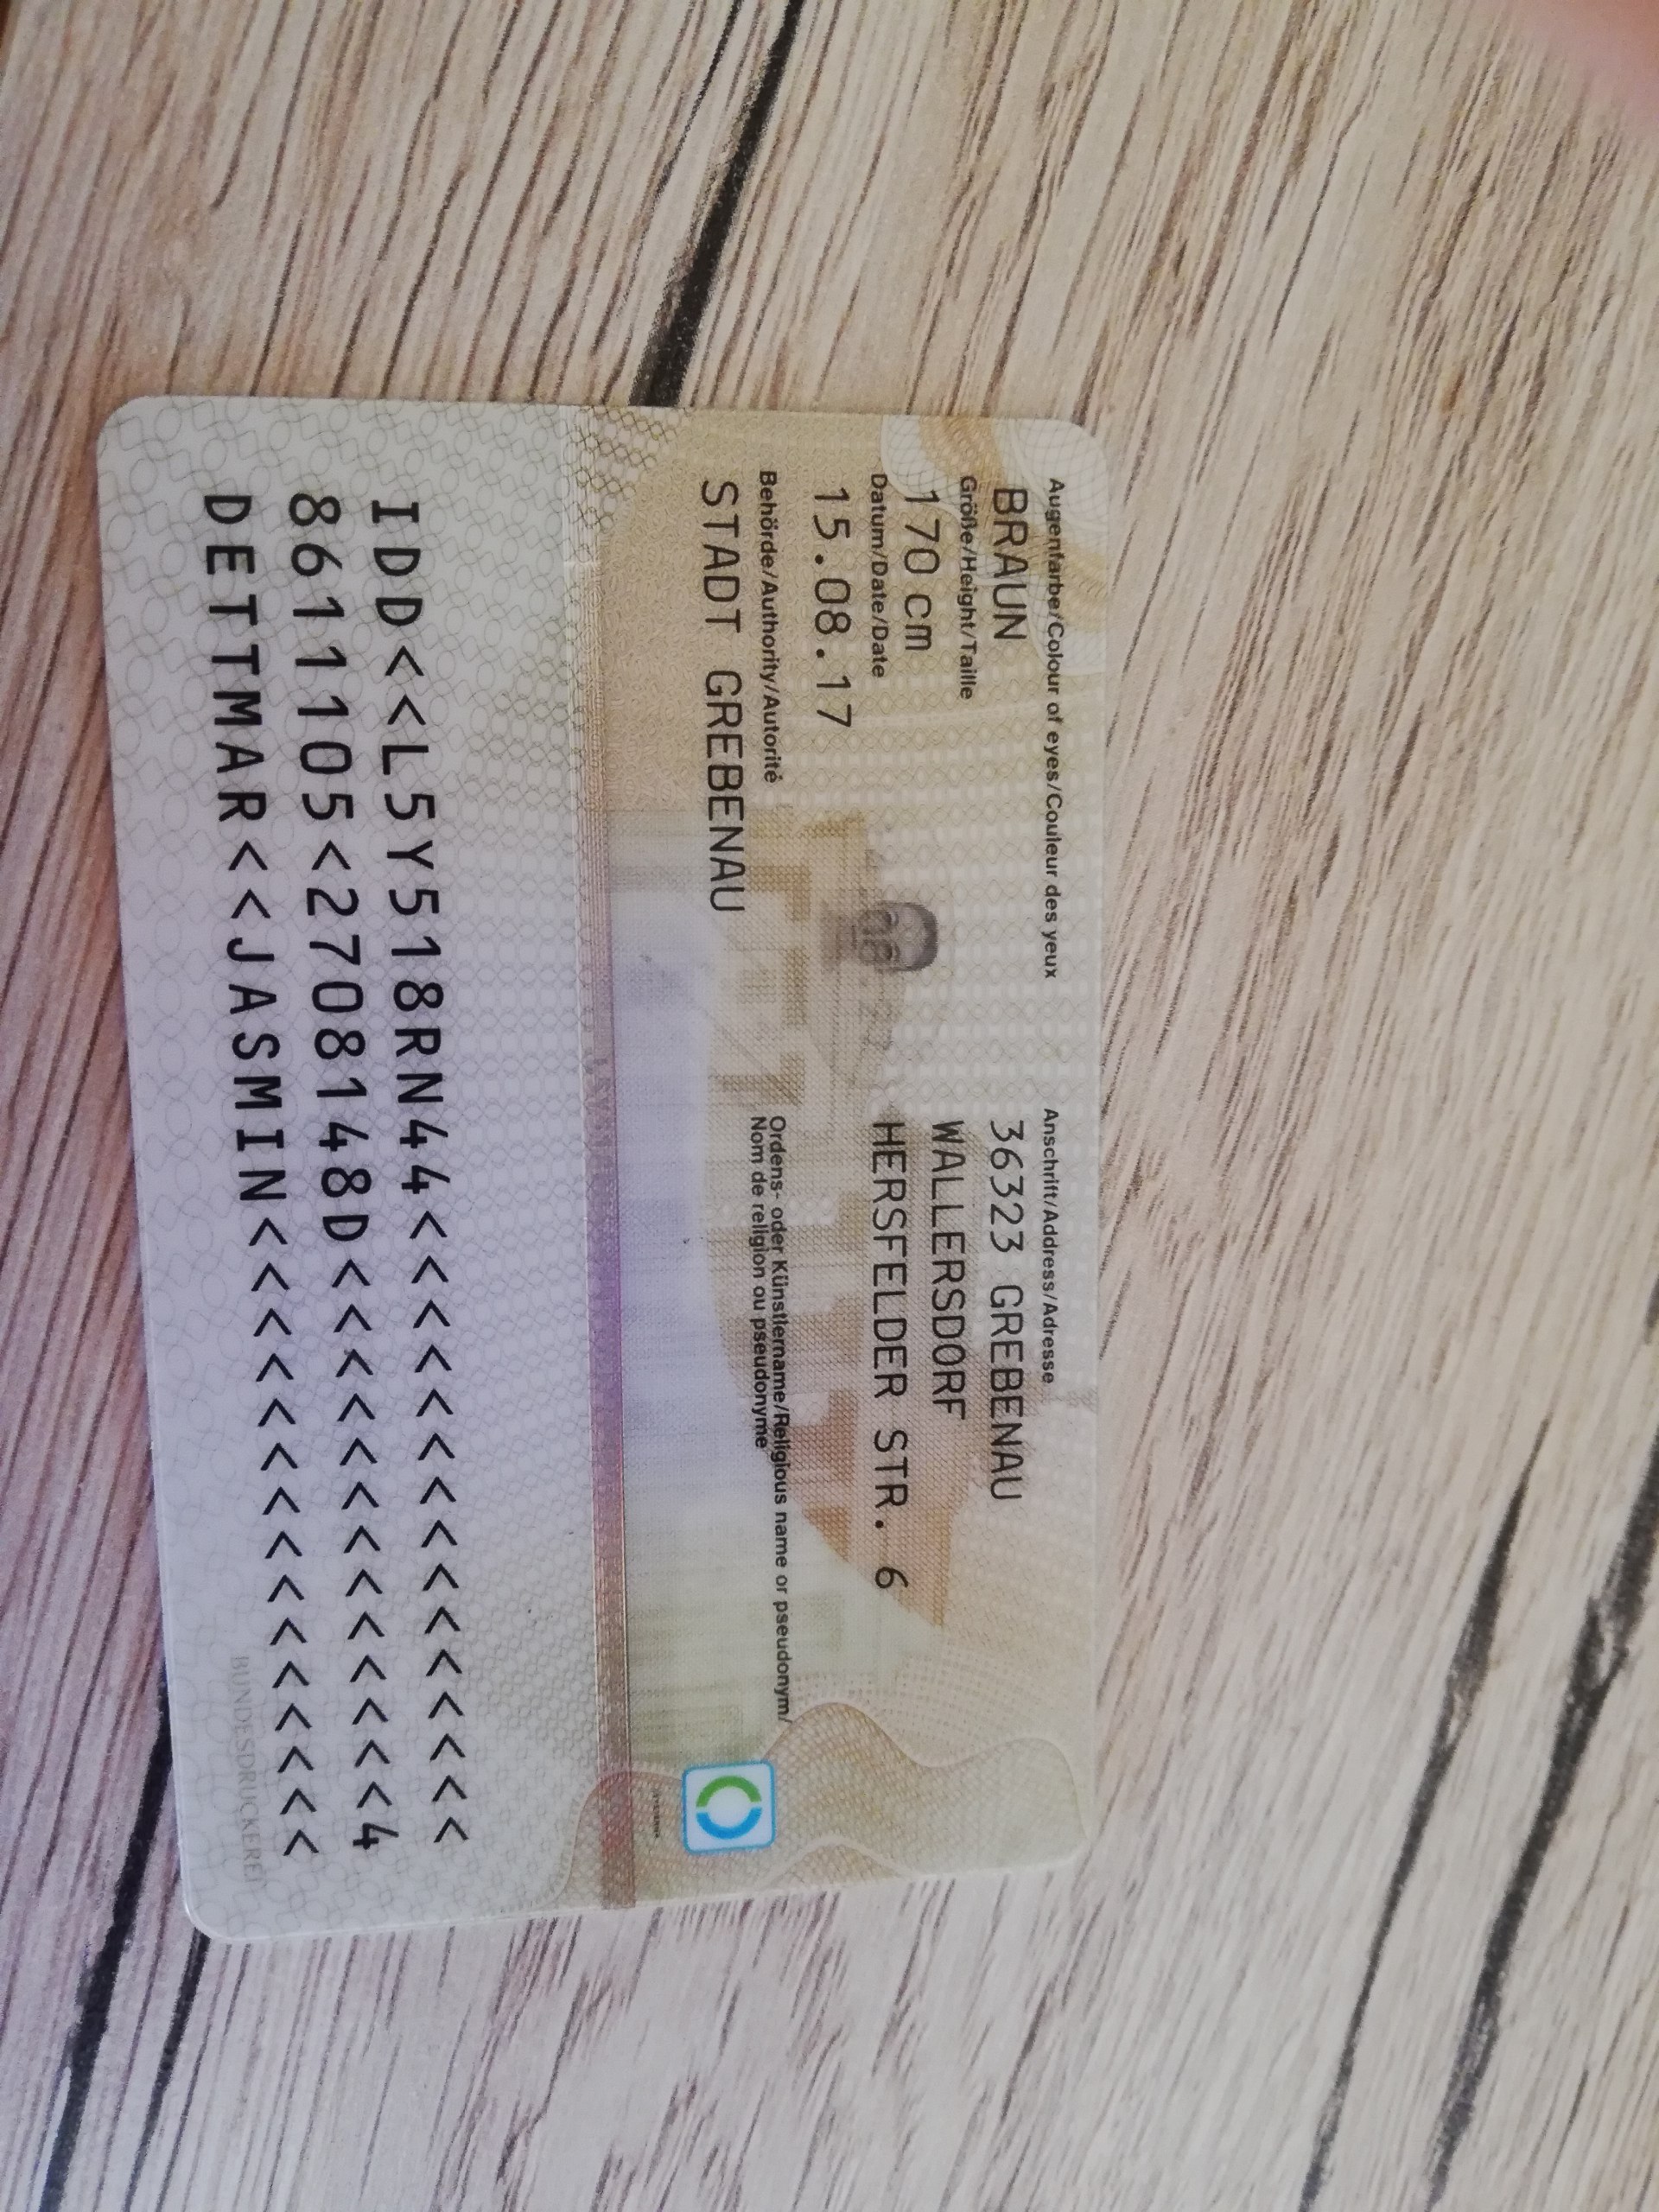 Augenfarbe/Colour of eyes/Couleur des yeux
BRAUN
Größe/Height/Taille
170 cm
Datum/Date/Date
15.08.17
Behörde/Authority/Autorité
STADT GREBENAU
Anschrift/Address/Adresse
36323 GREBENAU
WALLERSDORF
HERSFELDER STR. 6
Ordens- oder Künstlername/Religious name or pseudonym/
Nom de religion ou pseudonyme
IDD<<L5Y518RN44<<<<<<<<<<<<<<<
8611105<2708148D<<<<<<<<<<<<<4
DETTMAR<<JASMIN<<<<<<<<<<<<<<<
BUNDESDRUCKEREI